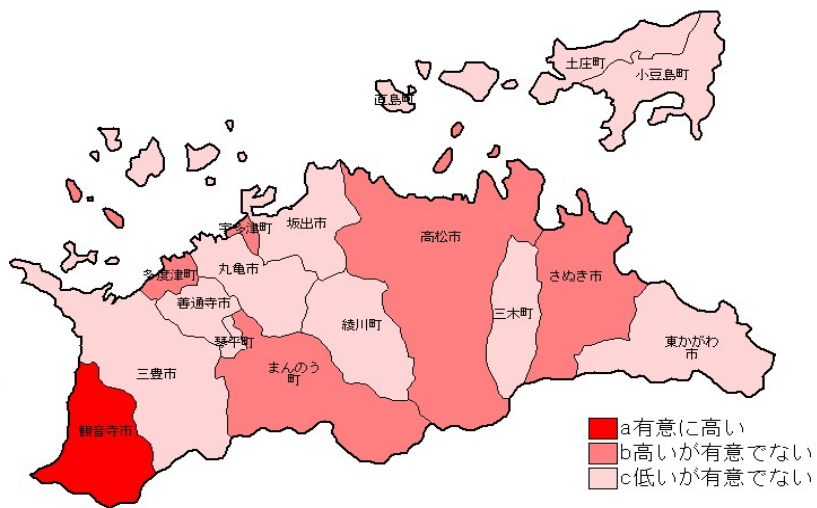 土庄町
小豆島町
直島町
宇多津町
坂出市
高松市
多度津町
丸亀市
さぬき市
善通寺市
三木町
綾川町
琴平町
東かがわ
市
まんのう
町
三豊市
観音寺市
a有意に高い
b高いが有意でない
c低いが有意でない